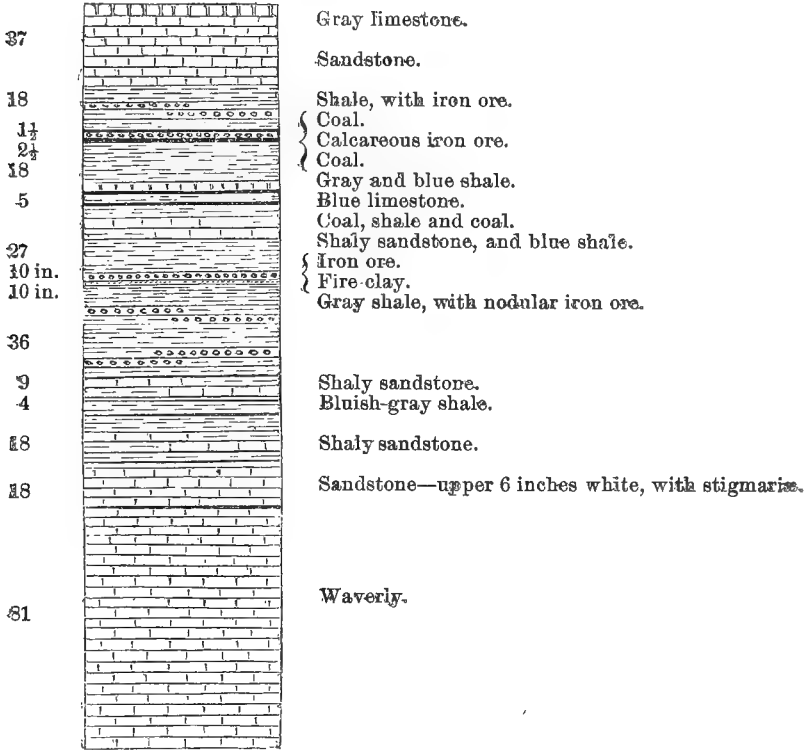 Gray limestone.
37
Sandstone.
18 Shale, with iron ore.
Coal.
1½ Calcareous iron ore.
2½ Coal.
18 Gray and blue shale.
5 Blue limestone.
Coal, shale and coal.
Shaly sandstone, and blue shale.
27 Iron ore.
10 in. Fire-clay.
10 in. Gray shale, with nodular iron ore.
36
9 Shaly sandstone.
4 Bluish-gray shale.
18 Shaly sandstone.
18 Sandstone—upper 6 inches white, with stigmariæ.
81 Waverly.